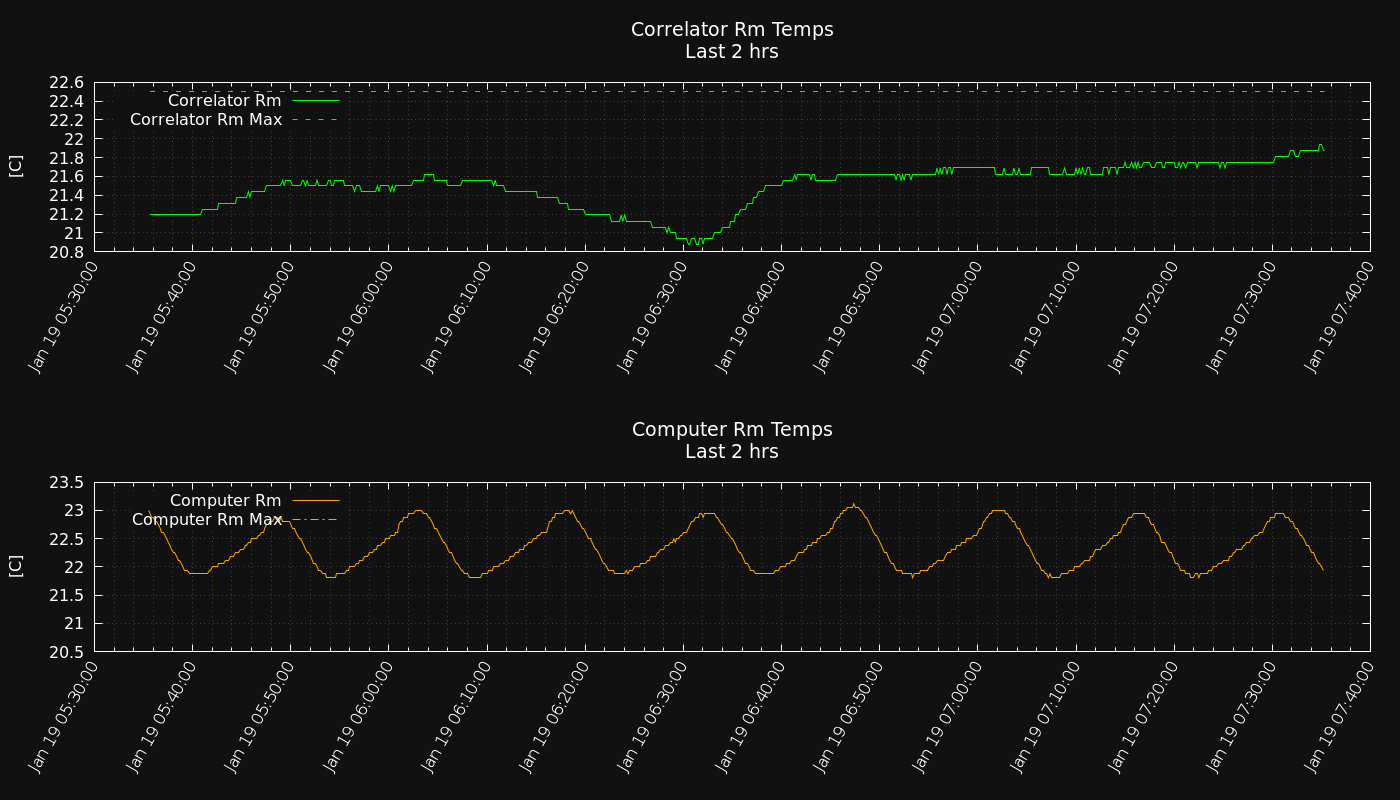 Correlator Rm Temps
Last 2 hrs
22.6
22.4
22.2
22
21.8
21.6
21.4
21.2
21
20.8
[C]
Correlator Rm
Correlator Rm Max
Jan 19 05:30:00
Jan 19 05:40:00
Jan 19 05:50:00
Jan 19 06:00:00
Jan 19 06:10:00
Jan 19 06:20:00
Jan 19 06:30:00
Jan 19 06:40:00
Jan 19 06:50:00
Jan 19 07:00:00
Jan 19 07:10:00
Jan 19 07:20:00
Jan 19 07:30:00
Jan 19 07:40:00
Computer Rm Temps
Last 2 hrs
23.5
23
22.5
22
21.5
21
20.5
[C]
Computer Rm
Computer Rm Max
Jan 19 05:30:00
Jan 19 05:40:00
Jan 19 05:50:00
Jan 19 06:00:00
Jan 19 06:10:00
Jan 19 06:20:00
Jan 19 06:30:00
Jan 19 06:40:00
Jan 19 06:50:00
Jan 19 07:00:00
Jan 19 07:10:00
Jan 19 07:20:00
Jan 19 07:30:00
Jan 19 07:40:00